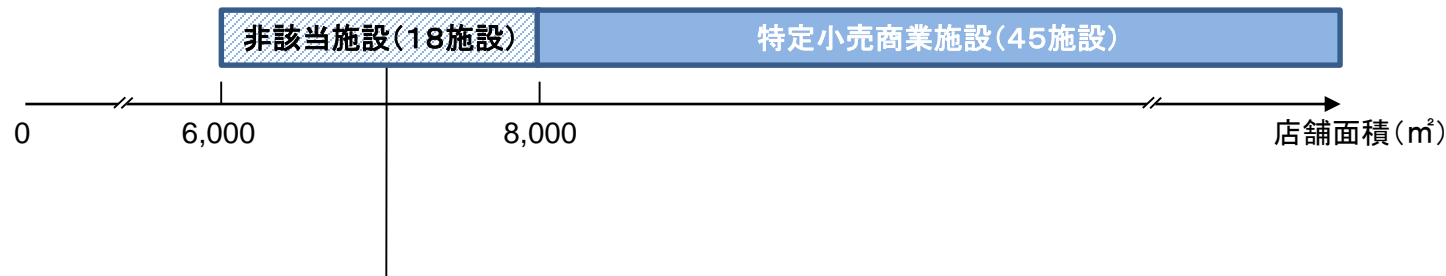 非該当施設(18施設)
特定小売商業施設(45施設)
0
6,000
8,000
店舗面積(㎡)